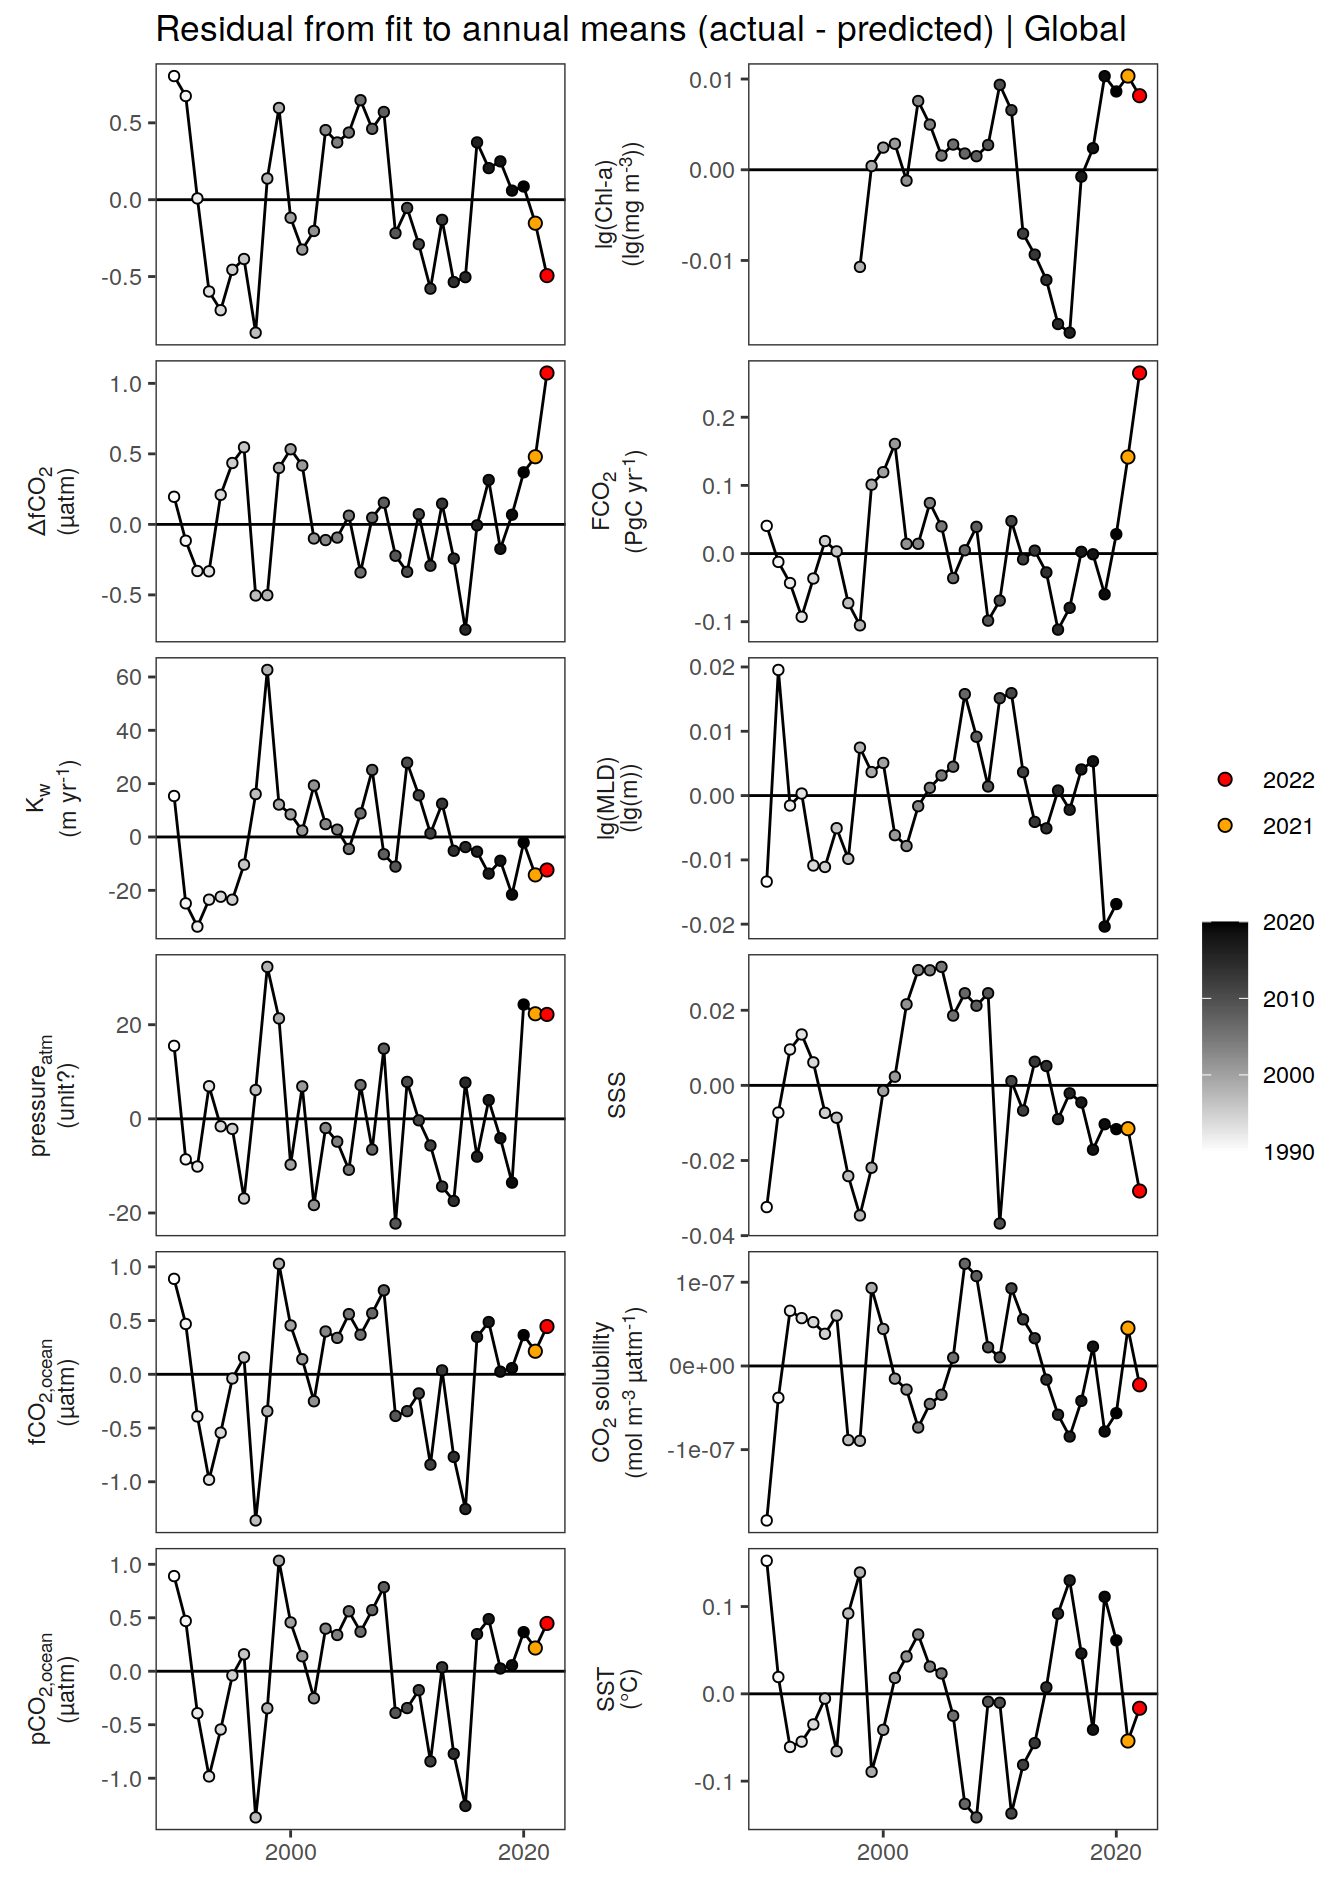 Residual from fit to annual means (actual - predicted) | Global
0.5
0.0
-0.5
lg(Chl-a)
(lg(mg m⁻³))
0.01
0.00
-0.01
ΔfCO₂
(µatm)
1.0
0.5
0.0
-0.5
FCO₂
(PgC yr⁻¹)
0.2
0.1
0.0
-0.1
K_w
(m yr⁻¹)
60
40
20
0
-20
lg(MLD)
(lg(m))
0.02
0.01
0.00
-0.01
-0.02
pressure_atm
(unit?)
20
0
-20
SSS
0.02
0.00
-0.02
-0.04
fCO₂,ocean
(µatm)
1.0
0.5
0.0
-0.5
-1.0
CO₂ solubility
(mol m⁻³ µatm⁻¹)
1e-07
0e+00
-1e-07
pCO₂,ocean
(µatm)
1.0
0.5
0.0
-0.5
-1.0
SST
(°C)
0.1
0.0
-0.1
2000
2020
2000
2020
2022
2021
2020
2010
2000
1990